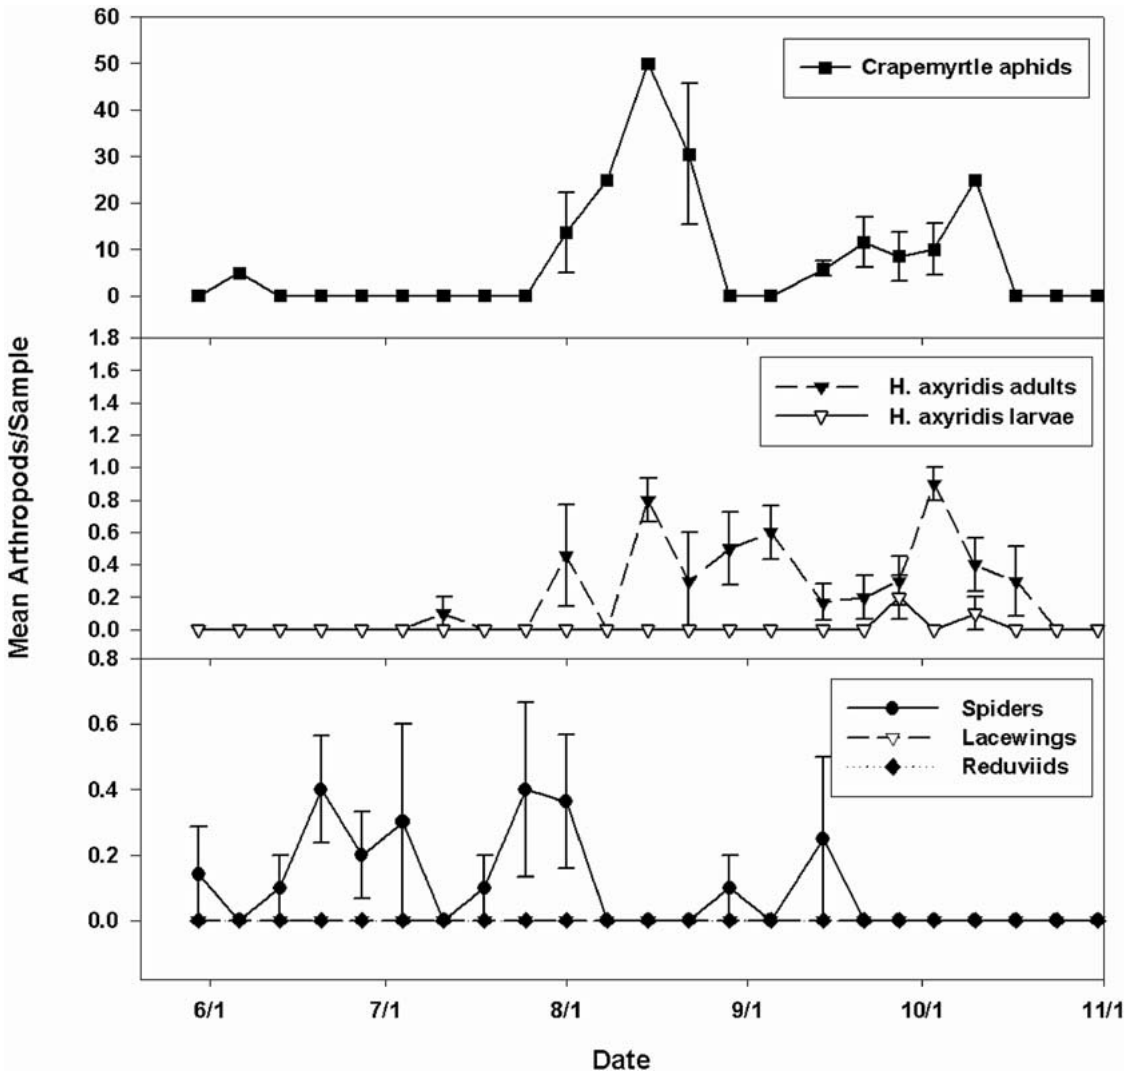 60
50
40
30
20
10
0
Crapemyrtle aphids
Mean Arthropods/Sample
1.8
1.6
1.4
1.2
1.0
0.8
0.6
0.4
0.2
0.0
H. axyridis adults
H. axyridis larvae
0.8
0.6
0.4
0.2
0.0
Spiders
Lacewings
Reduviids
6/1 7/1 8/1 9/1 10/1 11/1
Date